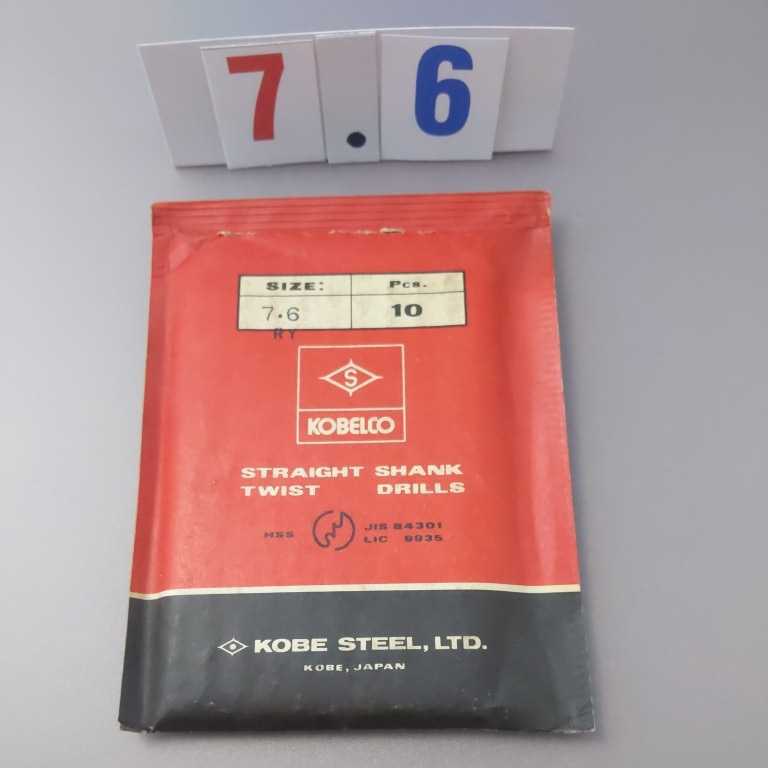 7.6
SIZE: Pcs.
7.6 10
RY
S
KOBELCO
STRAIGHT SHANK
TWIST DRILLS
HSS JIS B4301
LIC 9935
KOBE STEEL, LTD.
KOBE, JAPAN